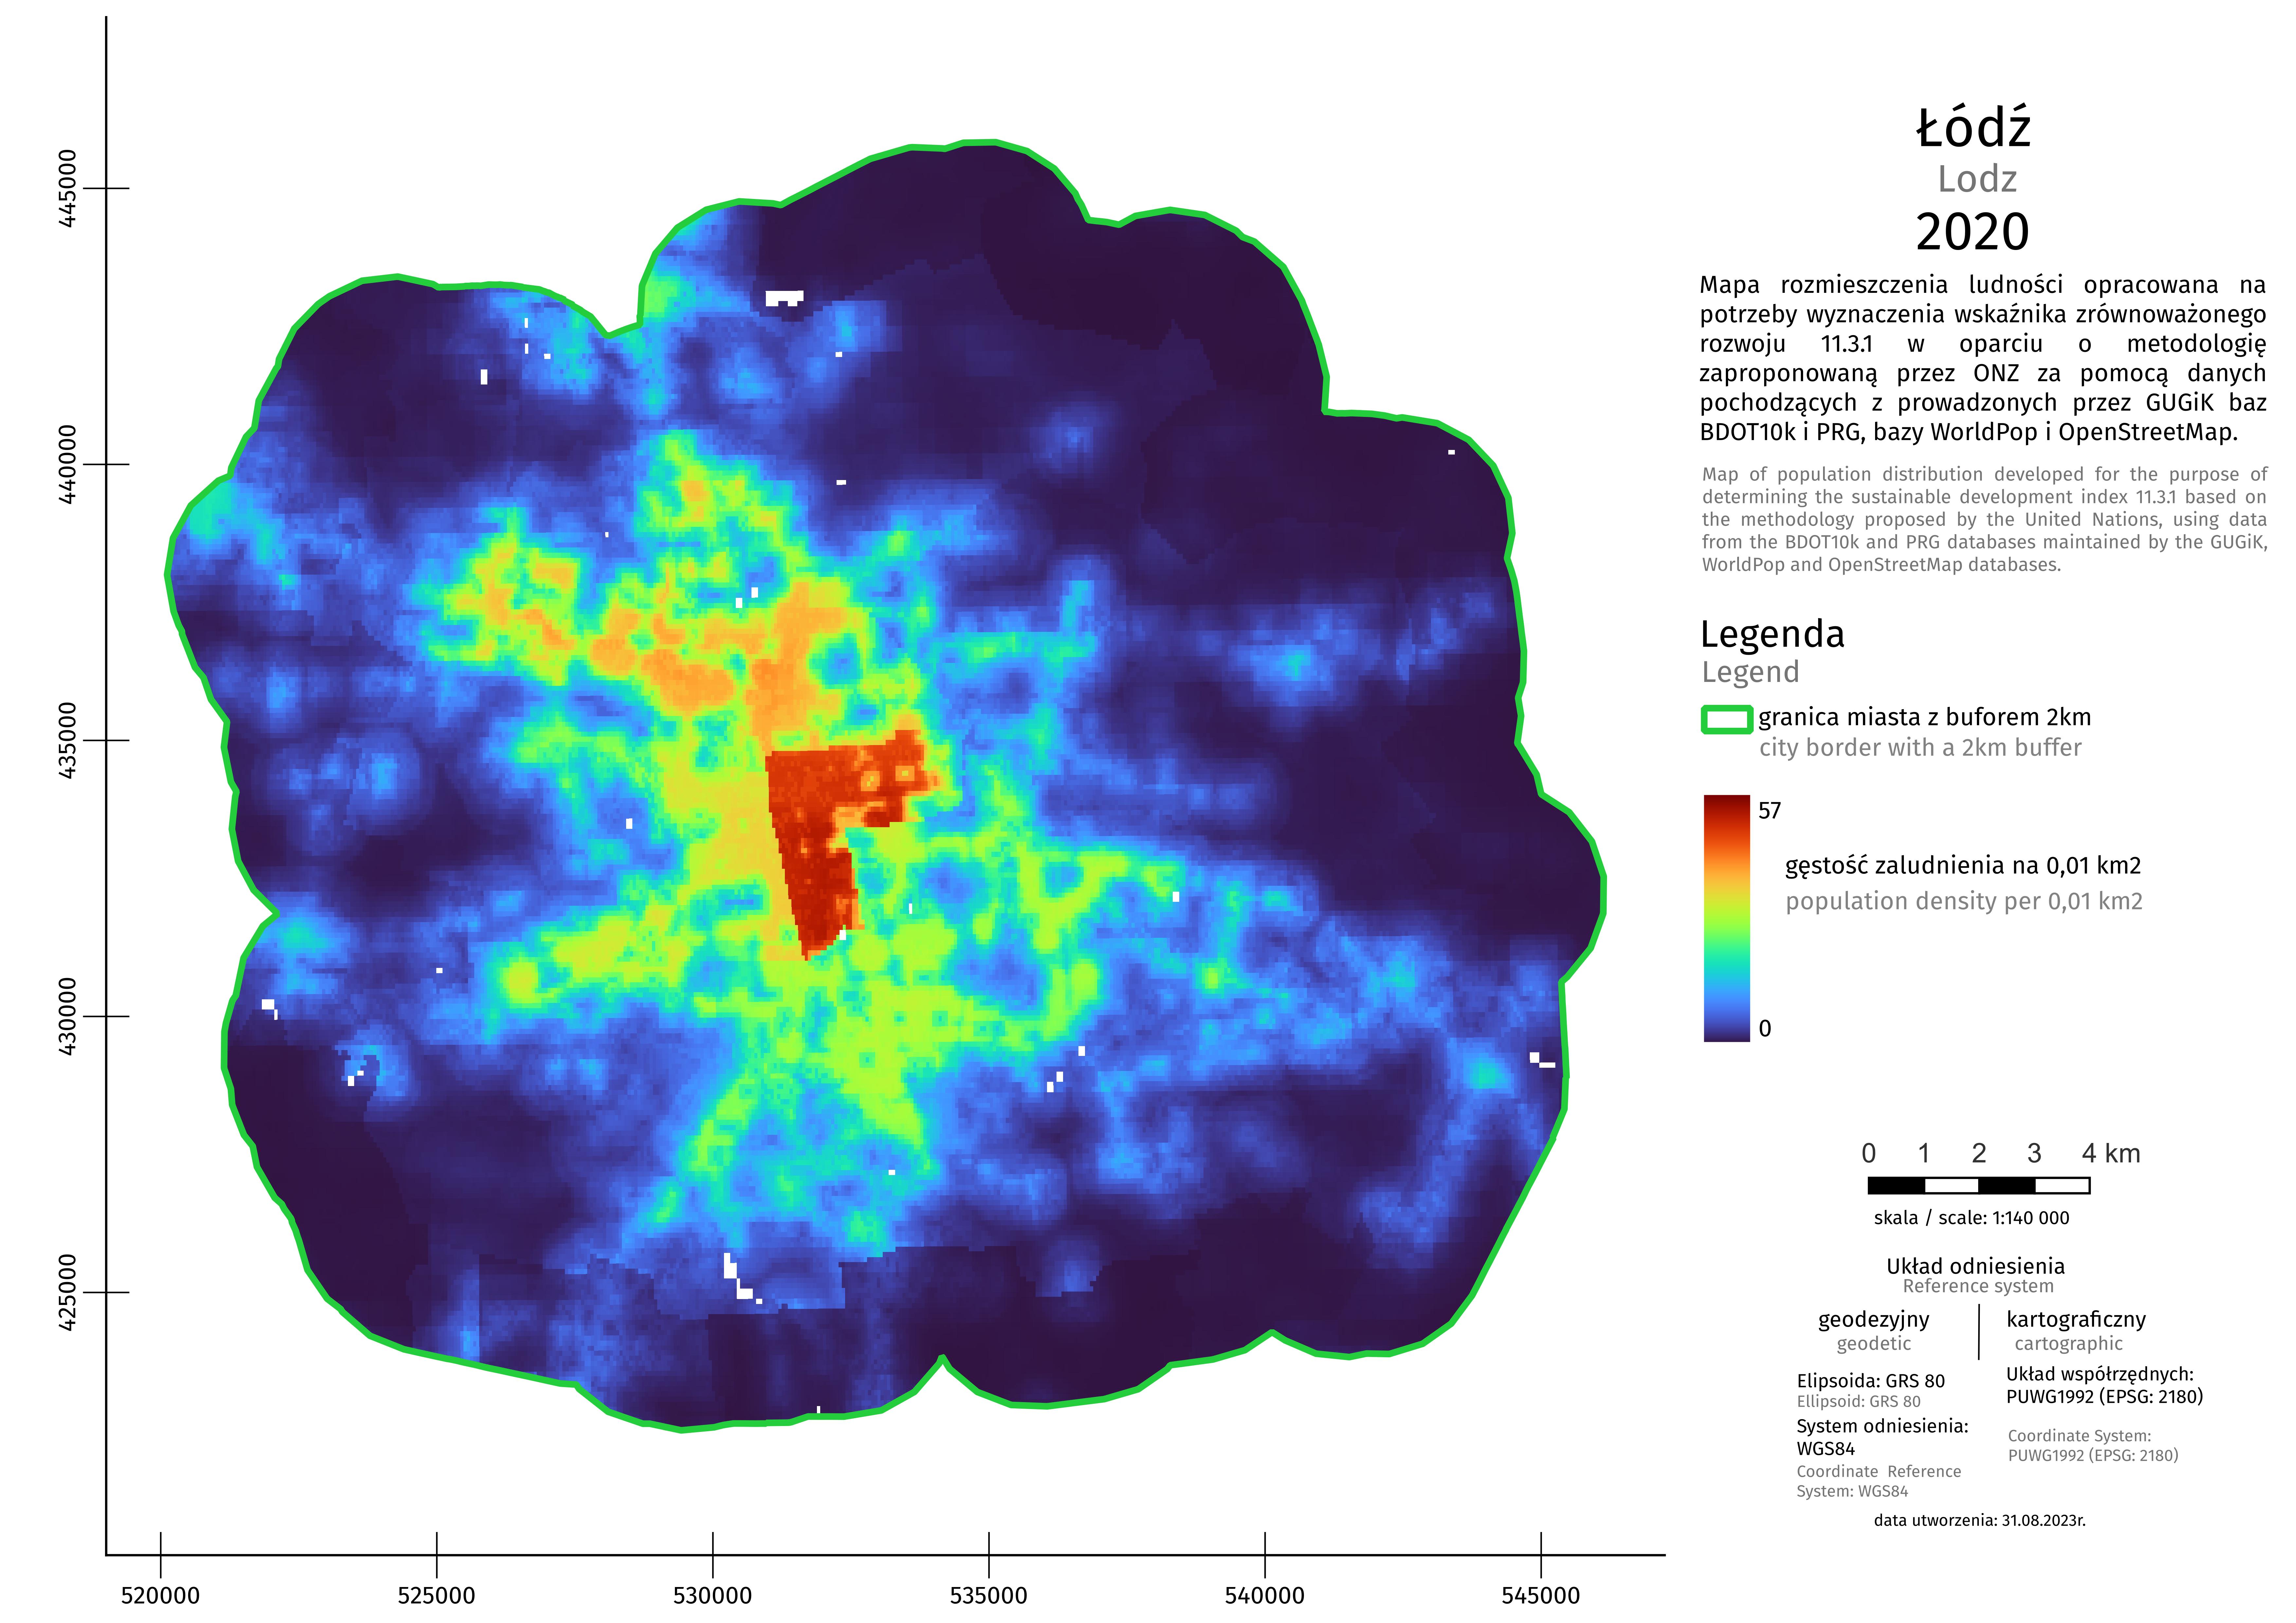 Łódź
Lodz
2020
Mapa rozmieszczenia ludności opracowana na
potrzeby wyznaczenia wskaźnika zrównoważonego
rozwoju 11.3.1 w oparciu o metodologię
zaproponowaną przez ONZ za pomocą danych
pochodzących z prowadzonych przez GUGiK baz
BDOT10k i PRG, bazy WorldPop i OpenStreetMap.
Map of population distribution developed for the purpose of
determining the sustainable development index 11.3.1 based on
the methodology proposed by the United Nations, using data
from the BDOT10k and PRG databases maintained by the GUGiK,
WorldPop and OpenStreetMap databases.
Legenda
Legend
granica miasta z buforem 2km
city border with a 2km buffer
57
gęstość zaludnienia na 0,01 km2
population density per 0,01 km2
0
0 1 2 3 4 km
skala / scale: 1:140 000
Układ odniesienia
Reference system
geodezyjny
geodetic
kartograficzny
cartographic
Elipsoida: GRS 80
Ellipsoid: GRS 80
System odniesienia:
WGS84
Coordinate Reference
System: WGS84
Układ współrzędnych:
PUWG1992 (EPSG: 2180)
Coordinate System:
PUWG1992 (EPSG: 2180)
data utworzenia: 31.08.2023r.
445000
440000
435000
430000
425000
520000 525000 530000 535000 540000 545000